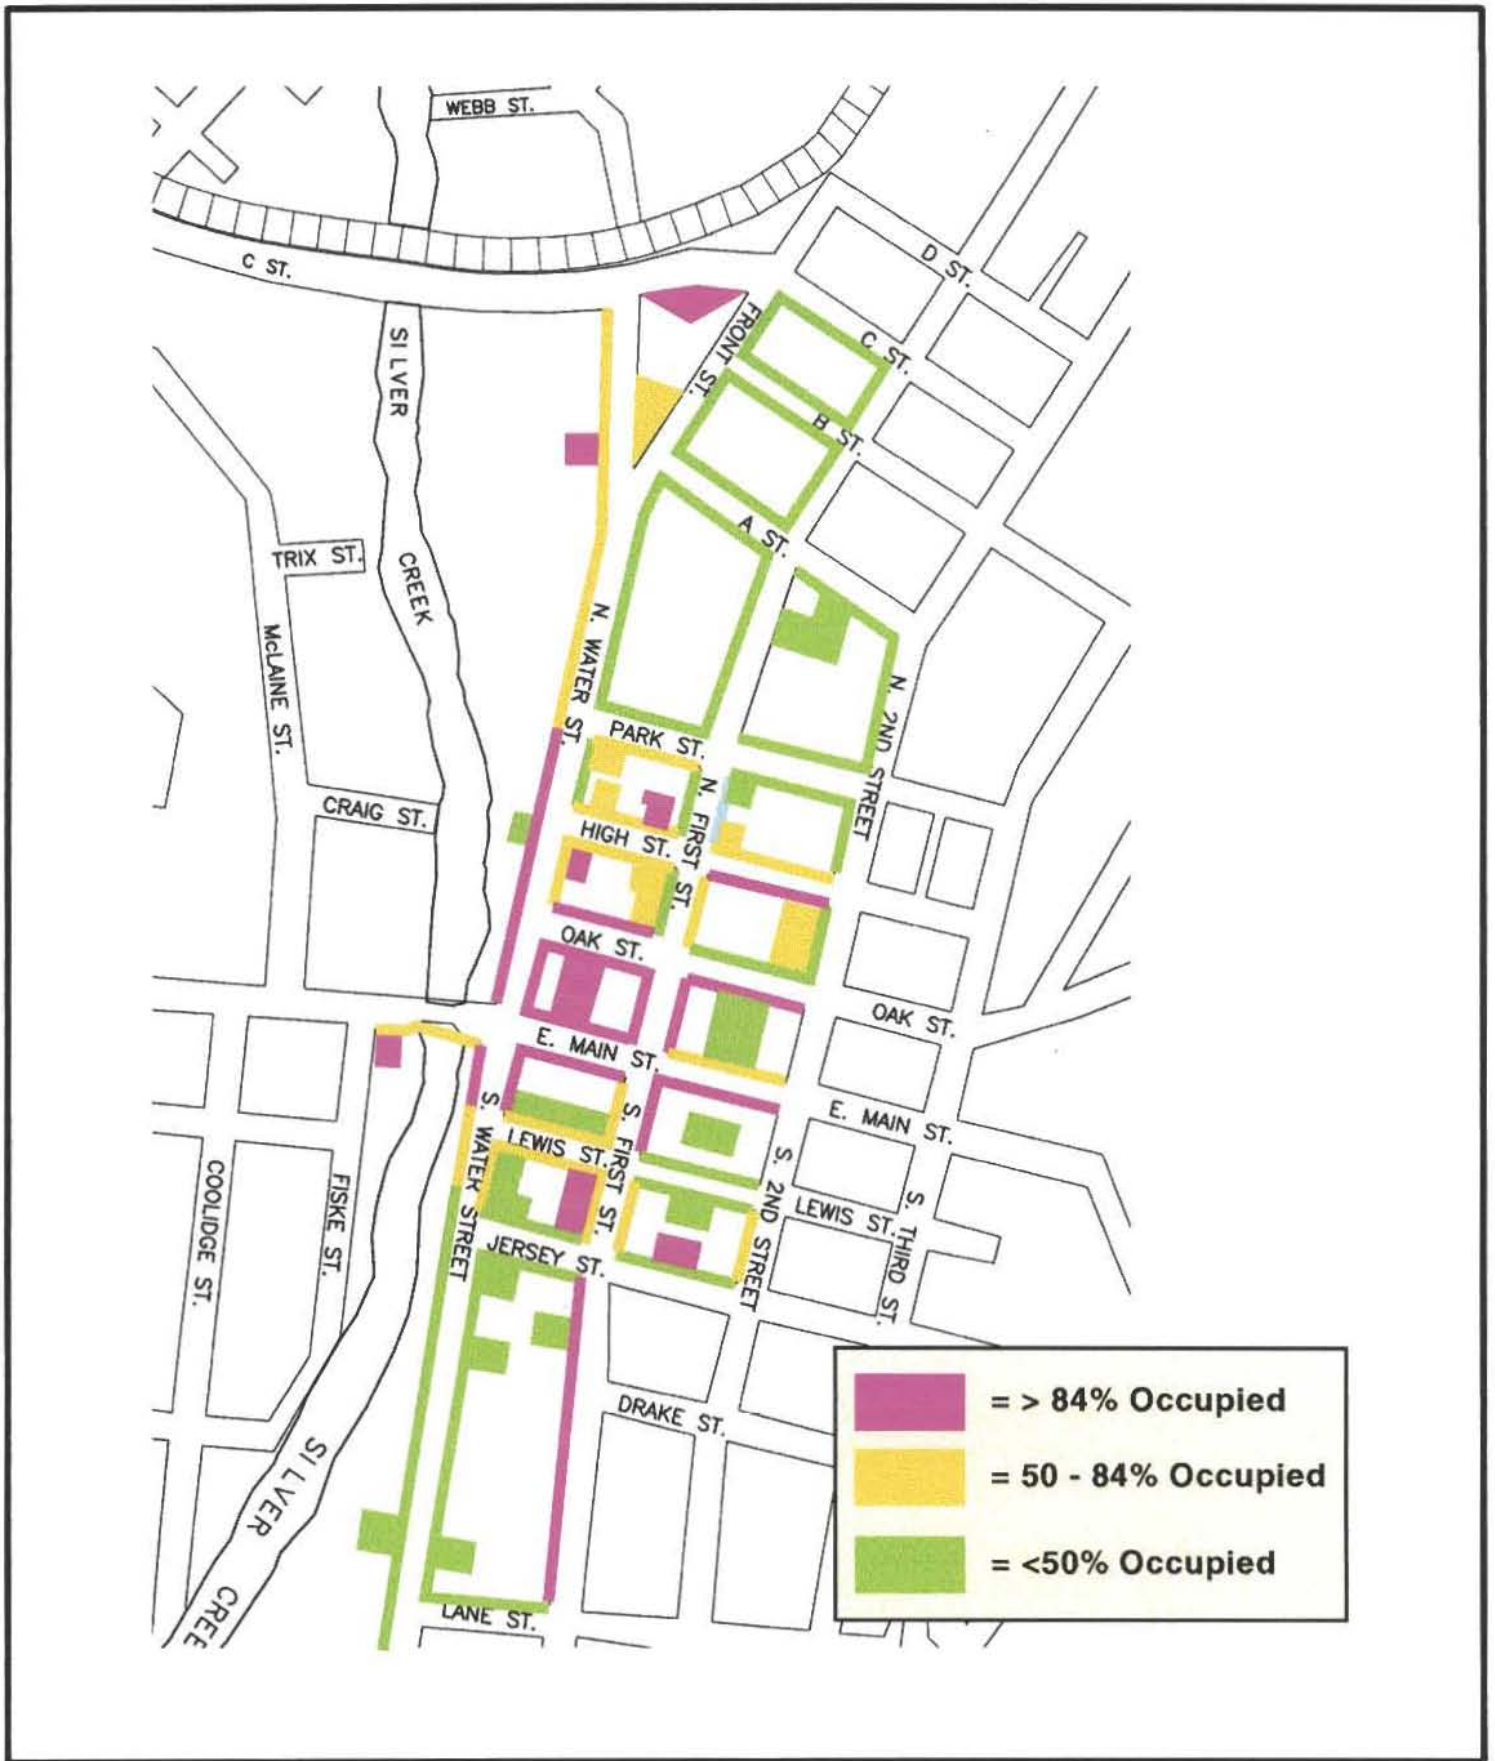 WEBB ST.
D ST.
C ST.
FRONT ST.
C ST.
SILVER
CREEK
B ST.
A ST.
TRIX ST.
McLAINE ST.
N. WATER ST.
N. 2ND STREET
PARK ST.
CRAIG ST.
N. FIRST ST.
HIGH ST.
OAK ST.
OAK ST.
E. MAIN ST.
E. MAIN ST.
S. WATER STREET
S. FIRST ST.
LEWIS ST.
S. 2ND STREET
LEWIS ST.
S. THIRD ST.
COOLIDGE ST.
FISKE ST.
JERSEY ST.
DRAKE ST.
SILVER
CREE
LANE ST.
= > 84% Occupied
= 50 - 84% Occupied
= <50% Occupied